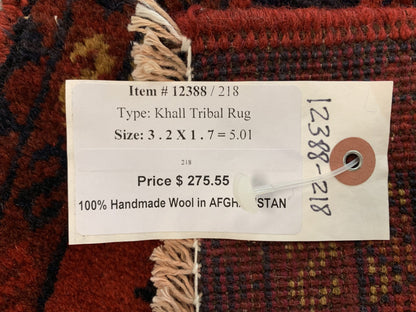 Item # 12388 / 218
Type: Khall Tribal Rug
Size: 3 . 2 X 1 . 7 = 5.01
218
Price $ 275.55
100% Handmade Wool in AFGHANISTAN
12388-218